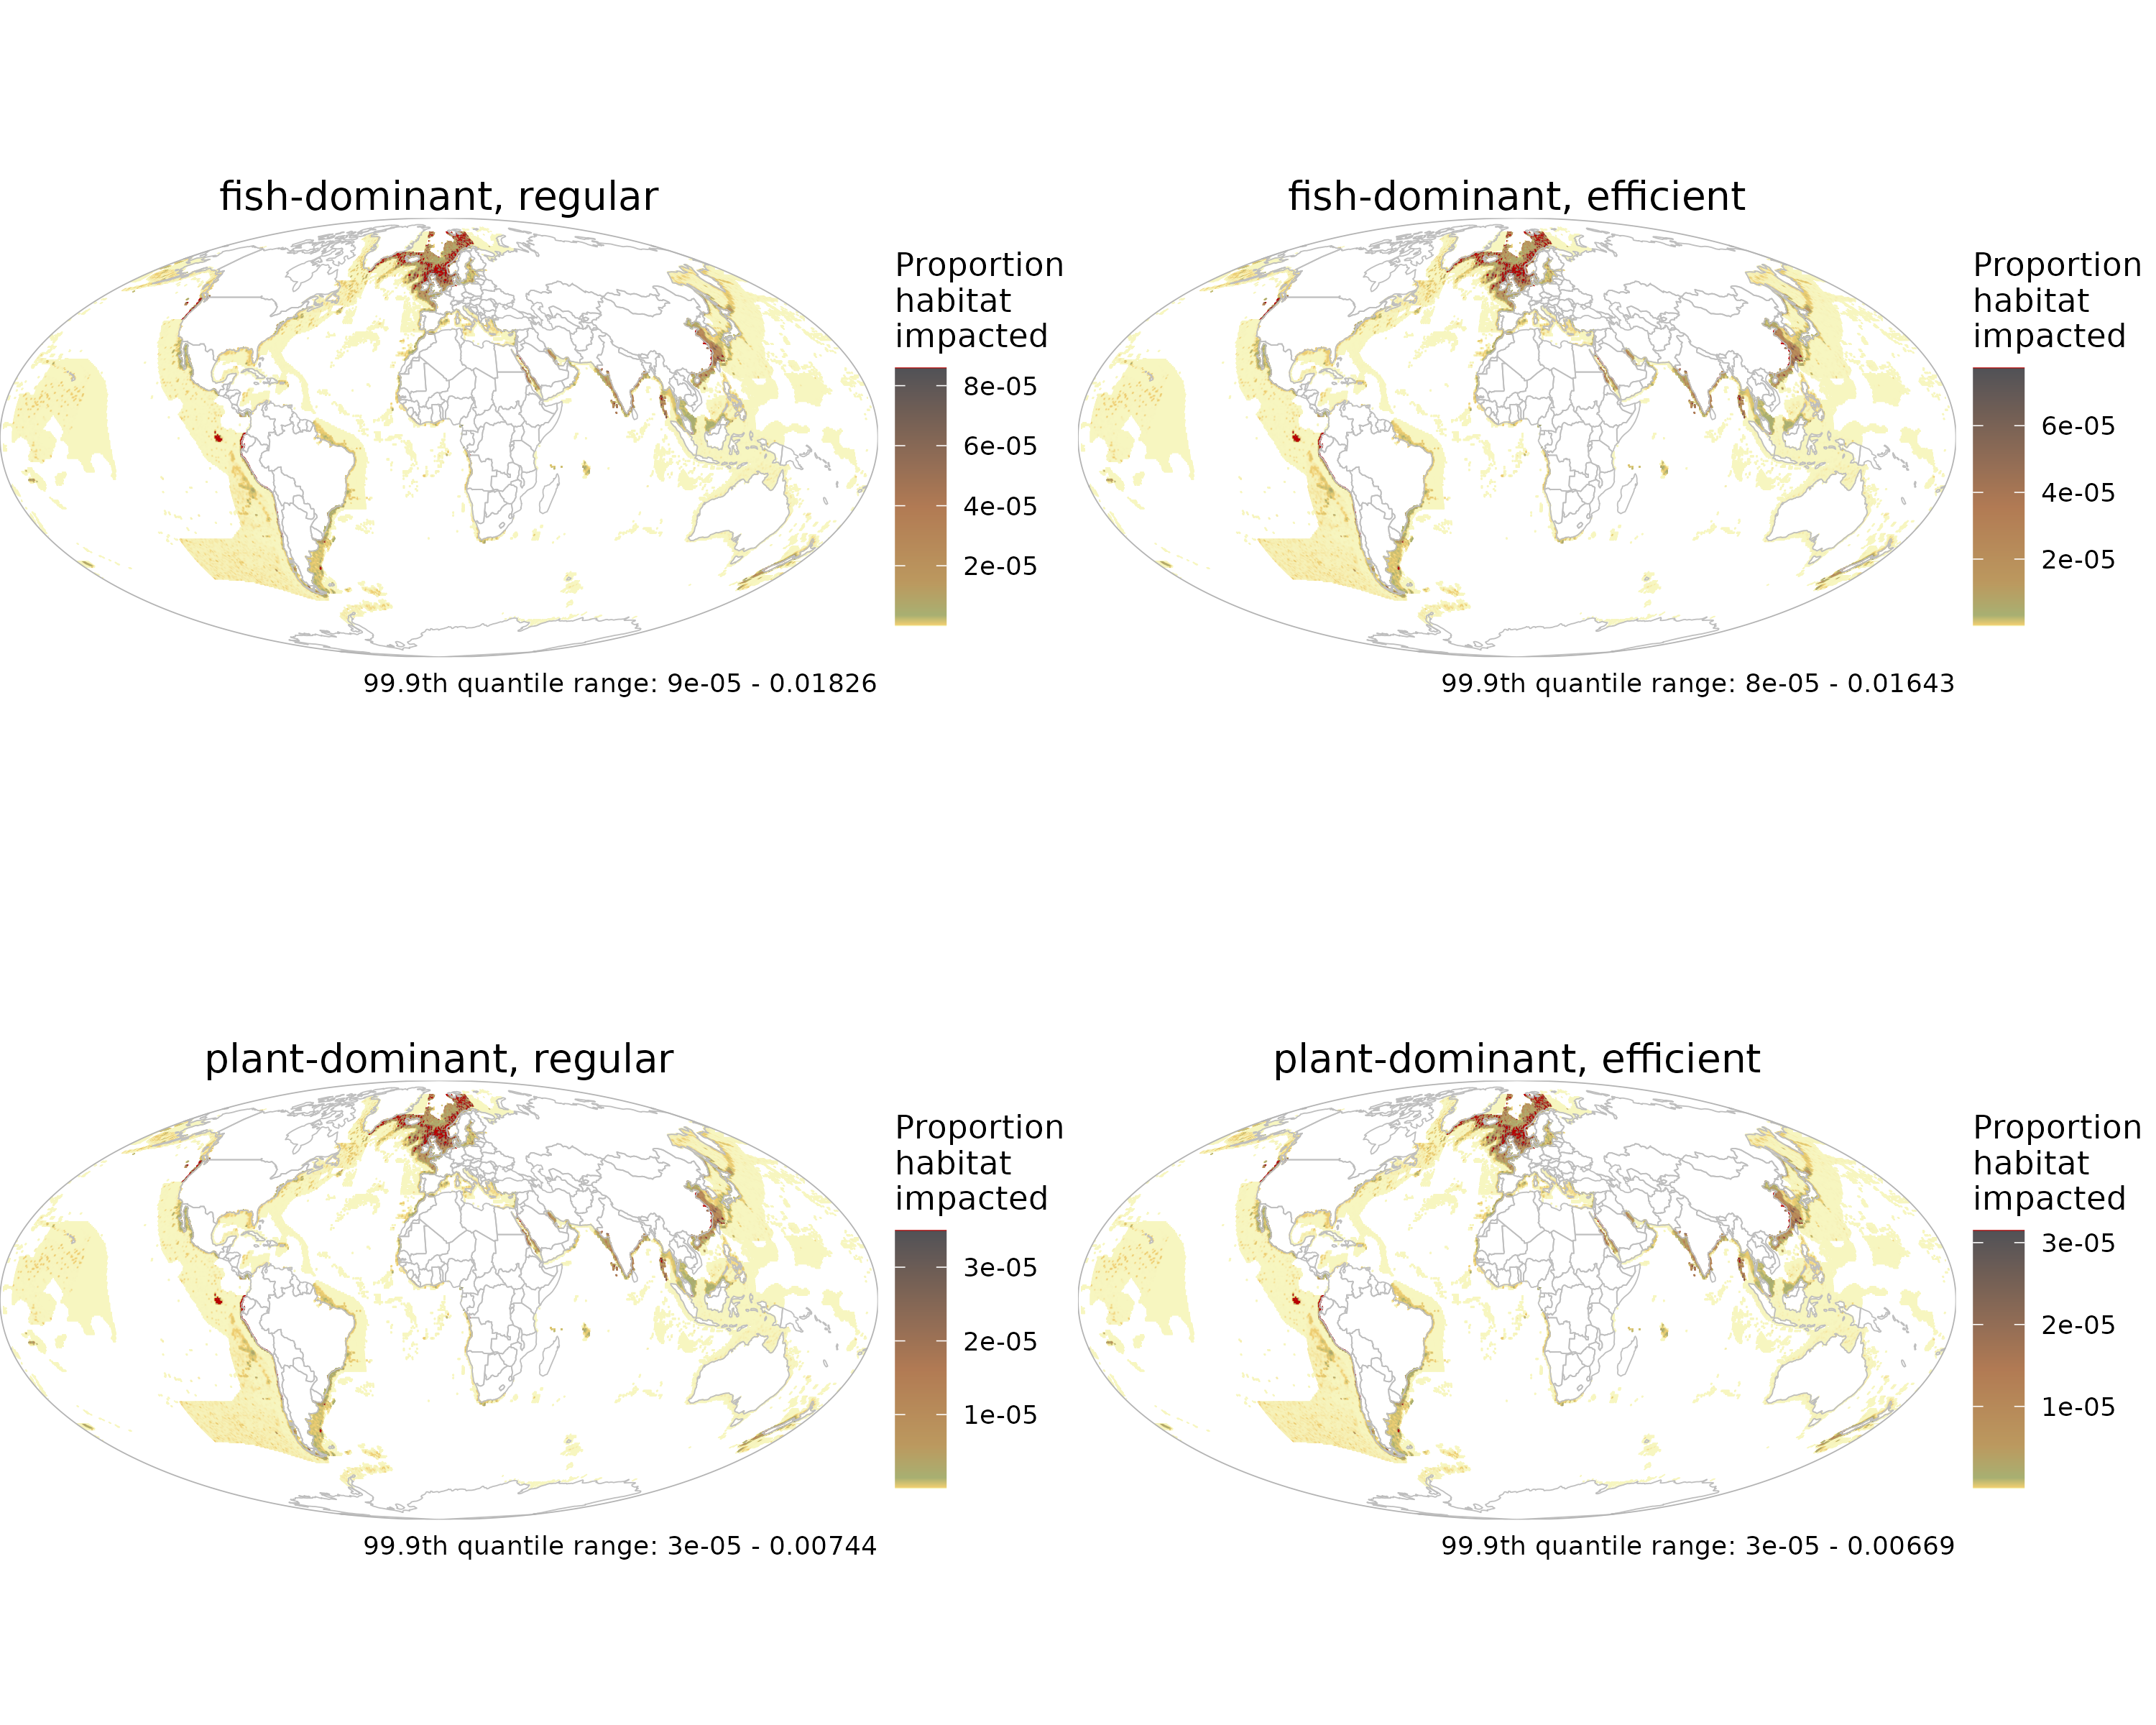 fish-dominant, regular
Proportion
habitat
impacted
8e-05
6e-05
4e-05
2e-05
99.9th quantile range: 9e-05 - 0.01826
fish-dominant, efficient
Proportion
habitat
impacted
6e-05
4e-05
2e-05
99.9th quantile range: 8e-05 - 0.01643
plant-dominant, regular
Proportion
habitat
impacted
3e-05
2e-05
1e-05
99.9th quantile range: 3e-05 - 0.00744
plant-dominant, efficient
Proportion
habitat
impacted
3e-05
2e-05
1e-05
99.9th quantile range: 3e-05 - 0.00669